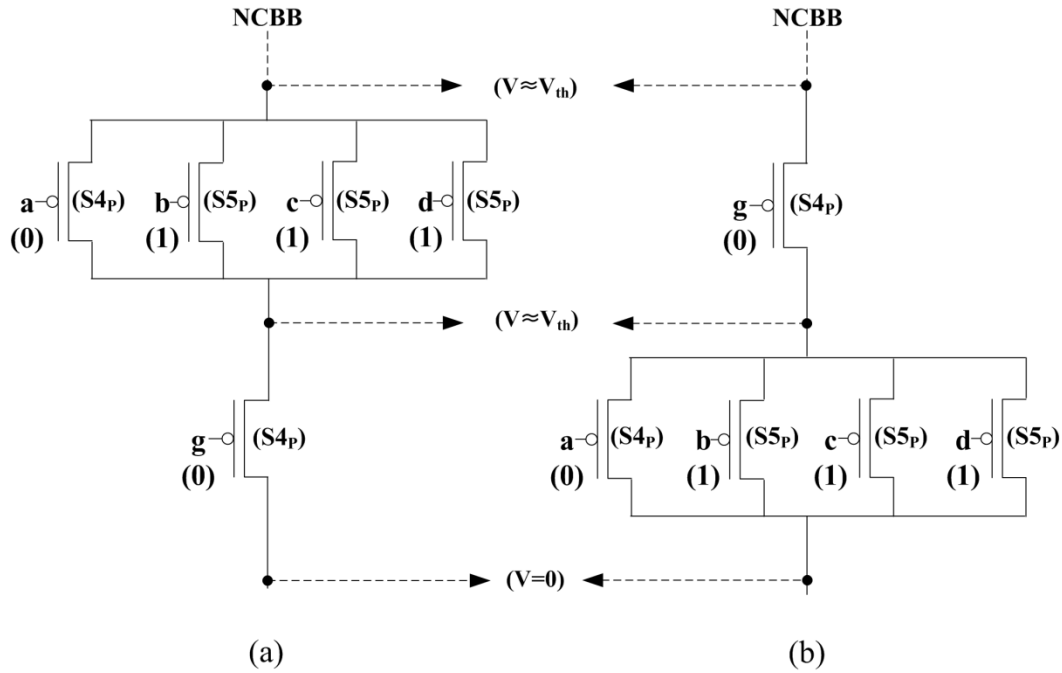 NCBB NCBB
(V≈Vth)
a (S4P) b (S5P) c (S5P) d (S5P)
(0) (1) (1) (1)
g (S4P)
(0)
(V≈Vth)
g (S4P)
(0)
a (S4P) b (S5P) c (S5P) d (S5P)
(0) (1) (1) (1)
(V=0)
(a) (b)